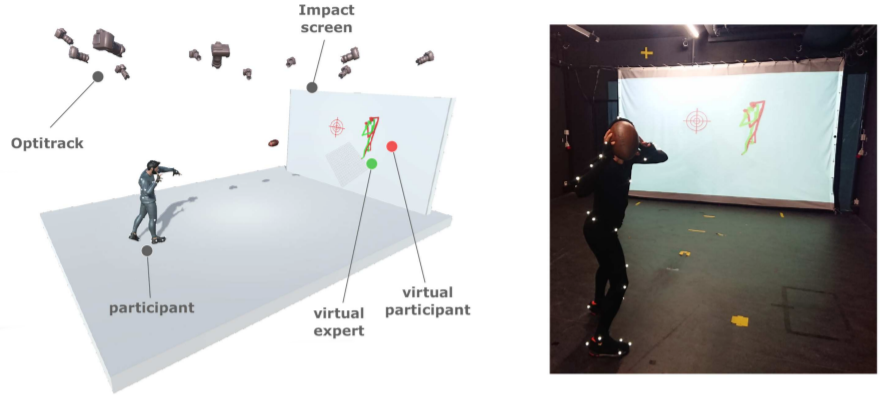 Impact
screen
Optitrack
participant
virtual
expert
virtual
participant